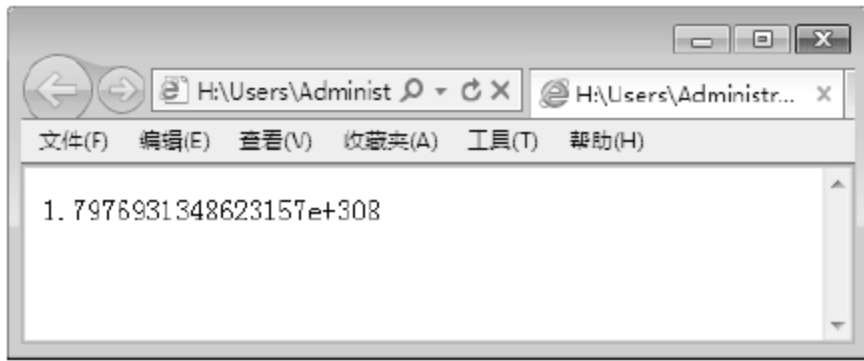 H:\Users\Administ
H:\Users\Administr...
文件(F) 编辑(E) 查看(V) 收藏夹(A) 工具(T) 帮助(H)
1.7976931348623157e+308